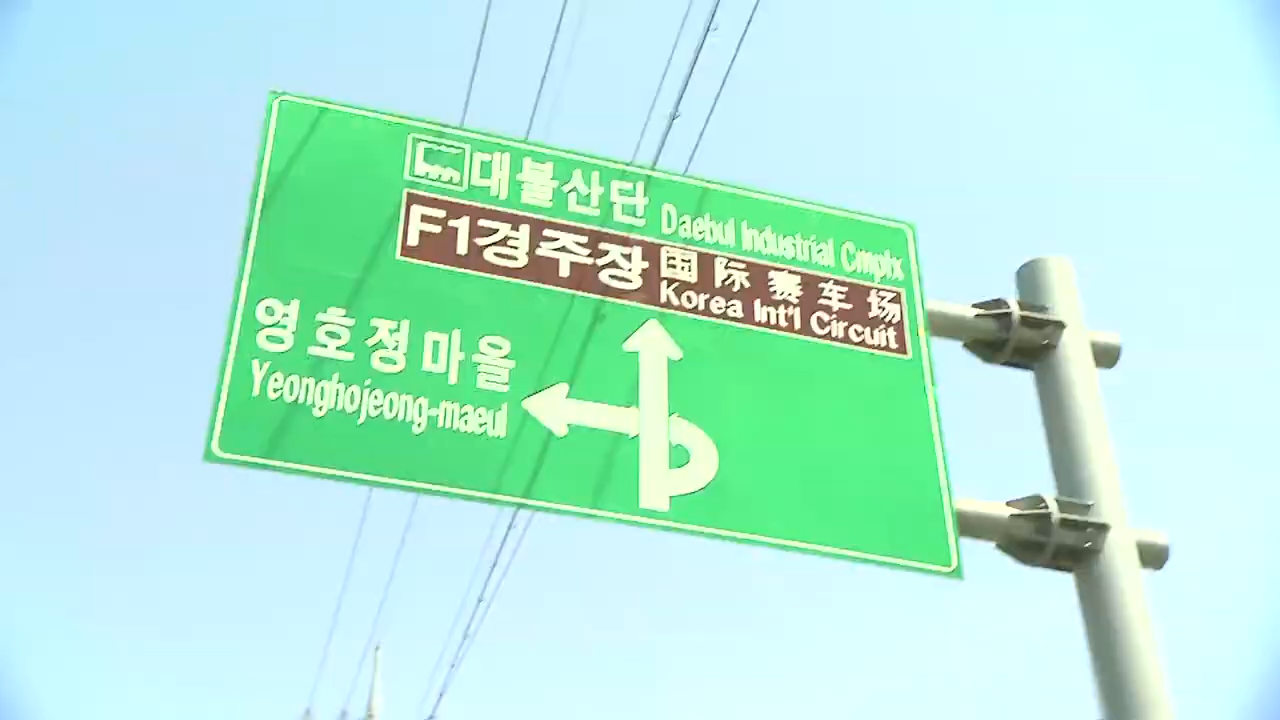 대불산단 Daebul Industrial Cmplx
F1경주장 国际赛车场
Korea Int'l Circuit
영호정마을
Yeonghojeong-maeul